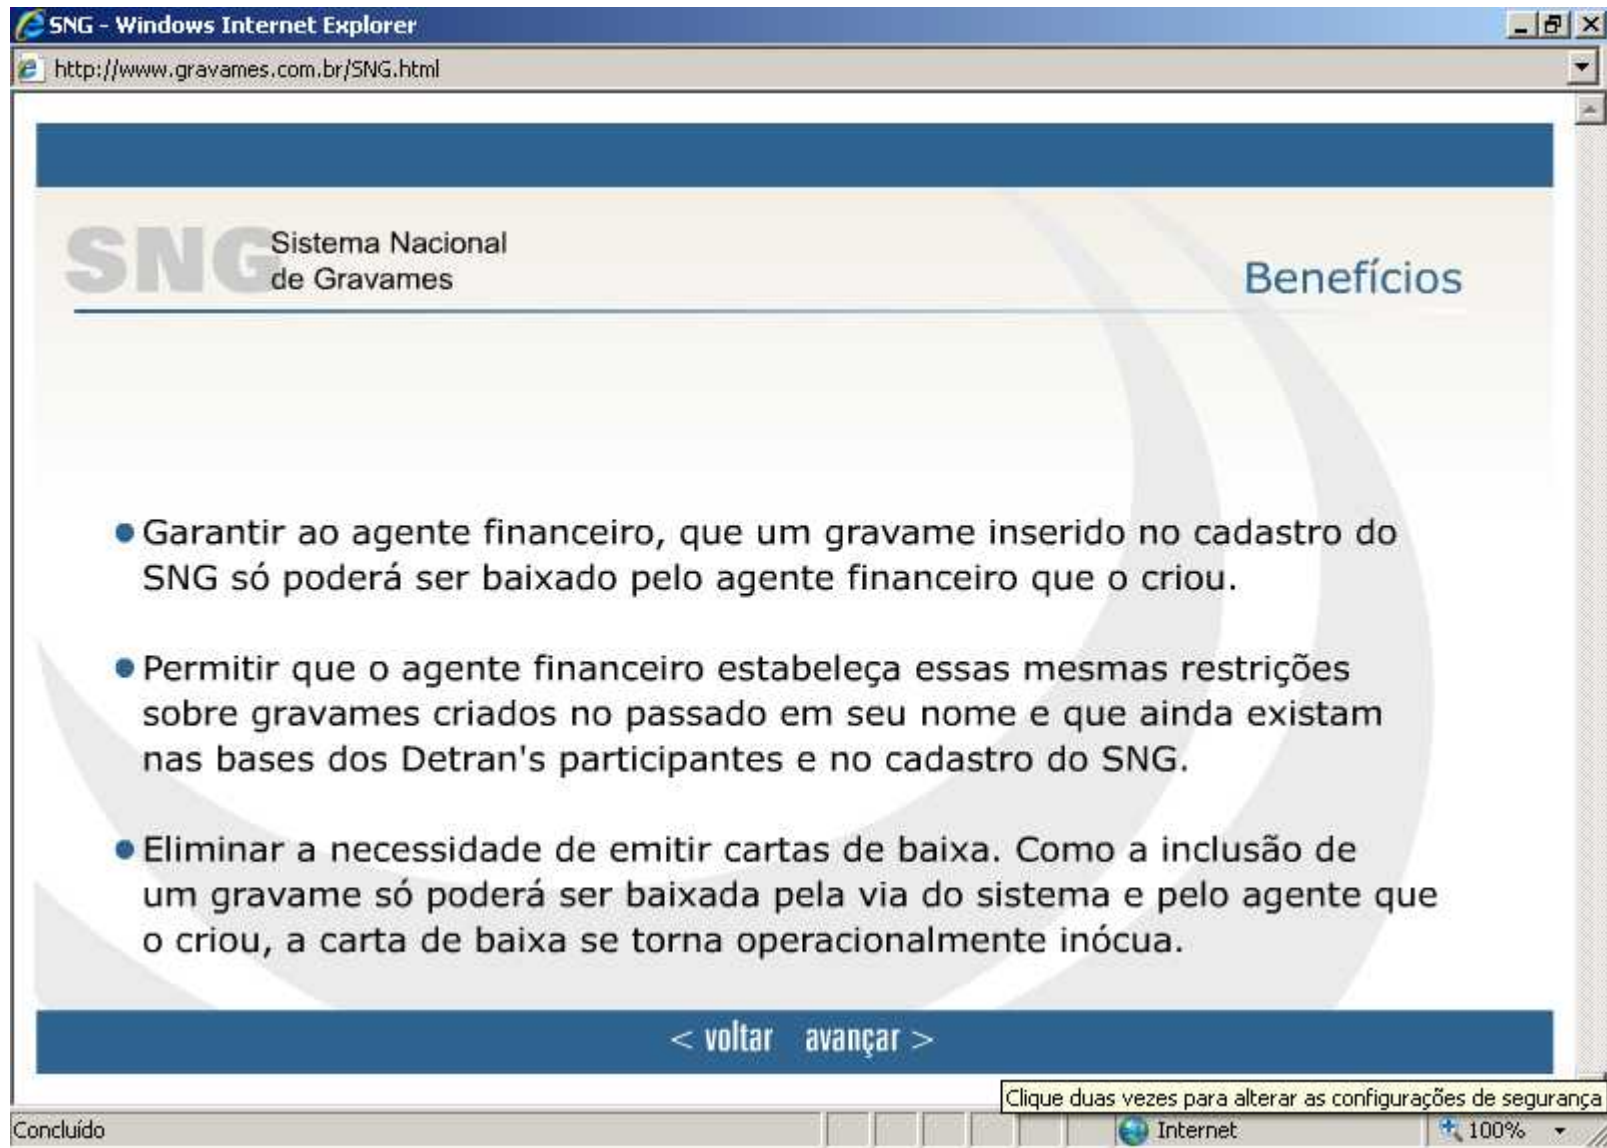 SNG - Windows Internet Explorer
http://www.gravames.com.br/SNG.html
SNG Sistema Nacional
de Gravames
Benefícios
Garantir ao agente financeiro, que um gravame inserido no cadastro do
SNG só poderá ser baixado pelo agente financeiro que o criou.
Permitir que o agente financeiro estabeleça essas mesmas restrições
sobre gravames criados no passado em seu nome e que ainda existam
nas bases dos Detran's participantes e no cadastro do SNG.
Eliminar a necessidade de emitir cartas de baixa. Como a inclusão de
um gravame só poderá ser baixada pela via do sistema e pelo agente que
o criou, a carta de baixa se torna operacionalmente inócua.
< voltar avançar >
Clique duas vezes para alterar as configurações de segurança
Concluído Internet 100%